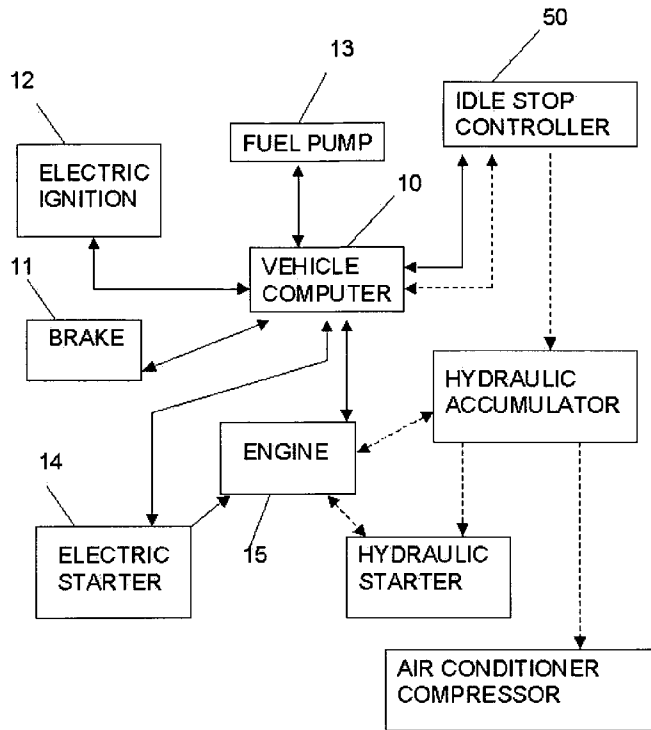 50
13
12
IDLE STOP
CONTROLLER
FUEL PUMP
ELECTRIC
IGNITION
10
VEHICLE
COMPUTER
11
BRAKE
HYDRAULIC
ACCUMULATOR
ENGINE
14
ELECTRIC
STARTER
15
HYDRAULIC
STARTER
AIR CONDITIONER
COMPRESSOR